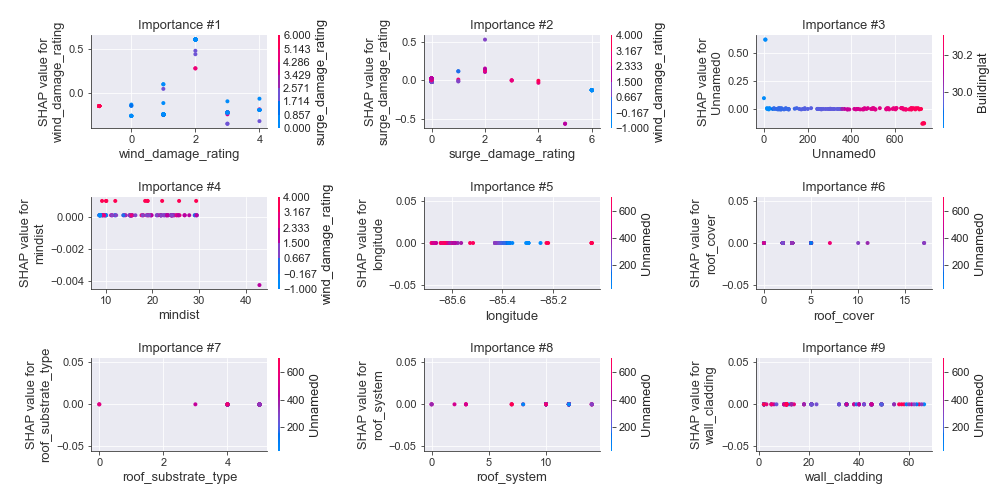 Importance #1
SHAP value for
wind_damage_rating
0.5
0.0
0
2
4
wind_damage_rating
6.000
5.143
4.286
3.429
2.571
1.714
0.857
0.000
surge_damage_rating
Importance #2
SHAP value for
surge_damage_rating
0.5
0.0
−0.5
0
2
4
6
surge_damage_rating
4.000
3.167
2.333
1.500
0.667
−0.167
−1.000
wind_damage_rating
Importance #3
SHAP value for
Unnamed0
0.50
0.25
0.00
0
200
400
600
Unnamed0
30.2
30.0
Buildinglat
Importance #4
SHAP value for
mindist
0.000
−0.002
−0.004
10
20
30
40
mindist
4.000
3.167
2.333
1.500
0.667
−0.167
−1.000
wind_damage_rating
Importance #5
SHAP value for
longitude
0.05
0.00
−0.05
−85.6
−85.4
−85.2
longitude
600
400
200
Unnamed0
Importance #6
SHAP value for
roof_cover
0.05
0.00
−0.05
0
5
10
15
roof_cover
600
400
200
Unnamed0
Importance #7
SHAP value for
roof_substrate_type
0.05
0.00
−0.05
0
2
4
roof_substrate_type
600
400
200
Unnamed0
Importance #8
SHAP value for
roof_system
0.05
0.00
−0.05
0
5
10
roof_system
600
400
200
Unnamed0
Importance #9
SHAP value for
wall_cladding
0.05
0.00
−0.05
0
20
40
60
wall_cladding
600
400
200
Unnamed0